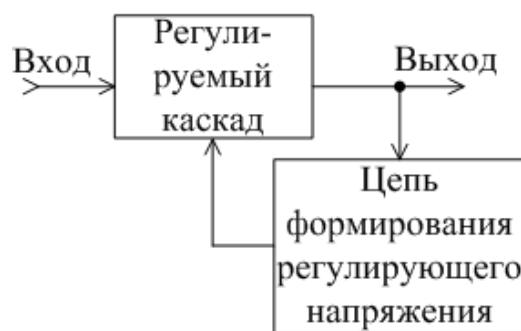 Вход
Регули-
руемый
каскад
Выход
Цепь
формирования
регулирующего
напряжения